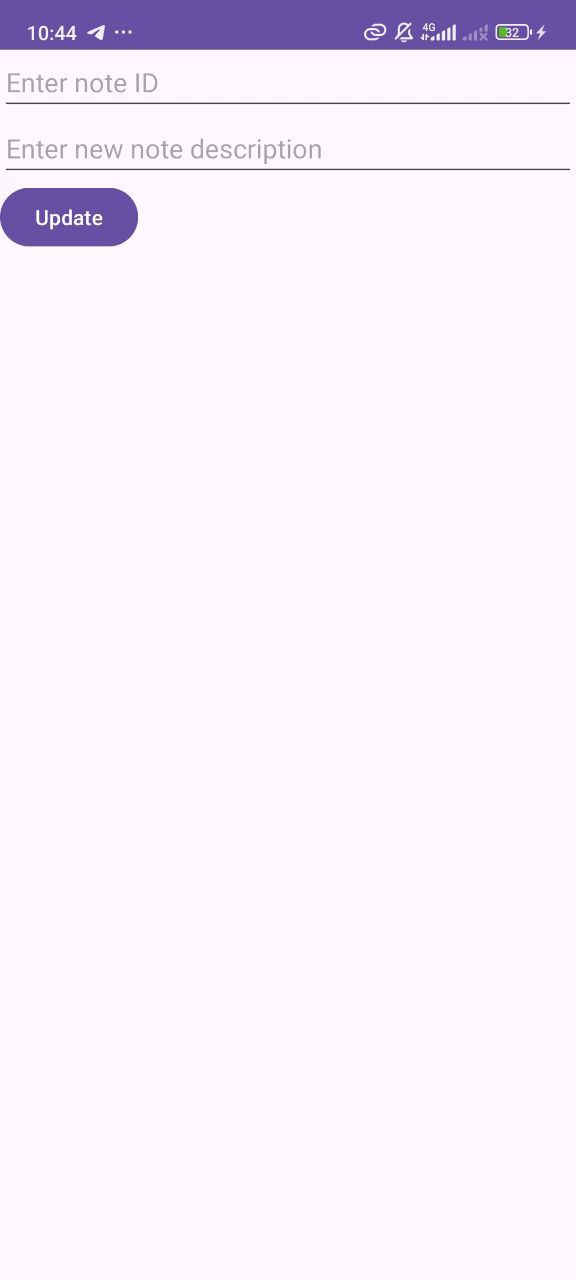 10:44
4G
32
Enter note ID
Enter new note description
Update